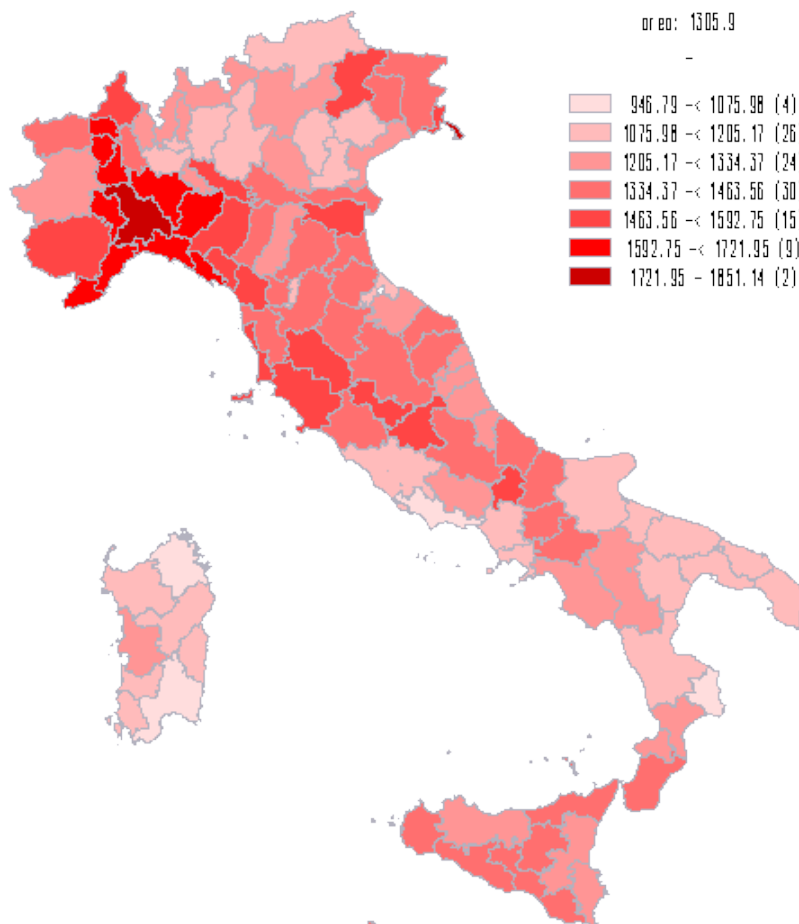 area: 1305.9
-
946.79 -< 1075.98 (4)
1075.98 -< 1205.17 (26
1205.17 -< 1334.37 (24
1334.37 -< 1463.56 (30
1463.56 -< 1592.75 (15
1592.75 -< 1721.95 (9)
1721.95 - 1851.14 (2)